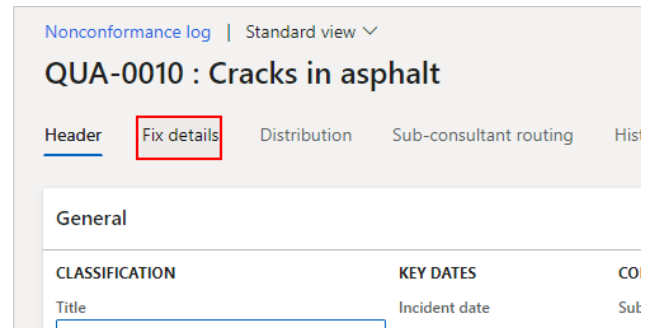 Nonconformance log | Standard view
QUA-0010 : Cracks in asphalt
Header Fix details Distribution Sub-consultant routing
General
CLASSIFICATION KEY DATES
Title Incident date